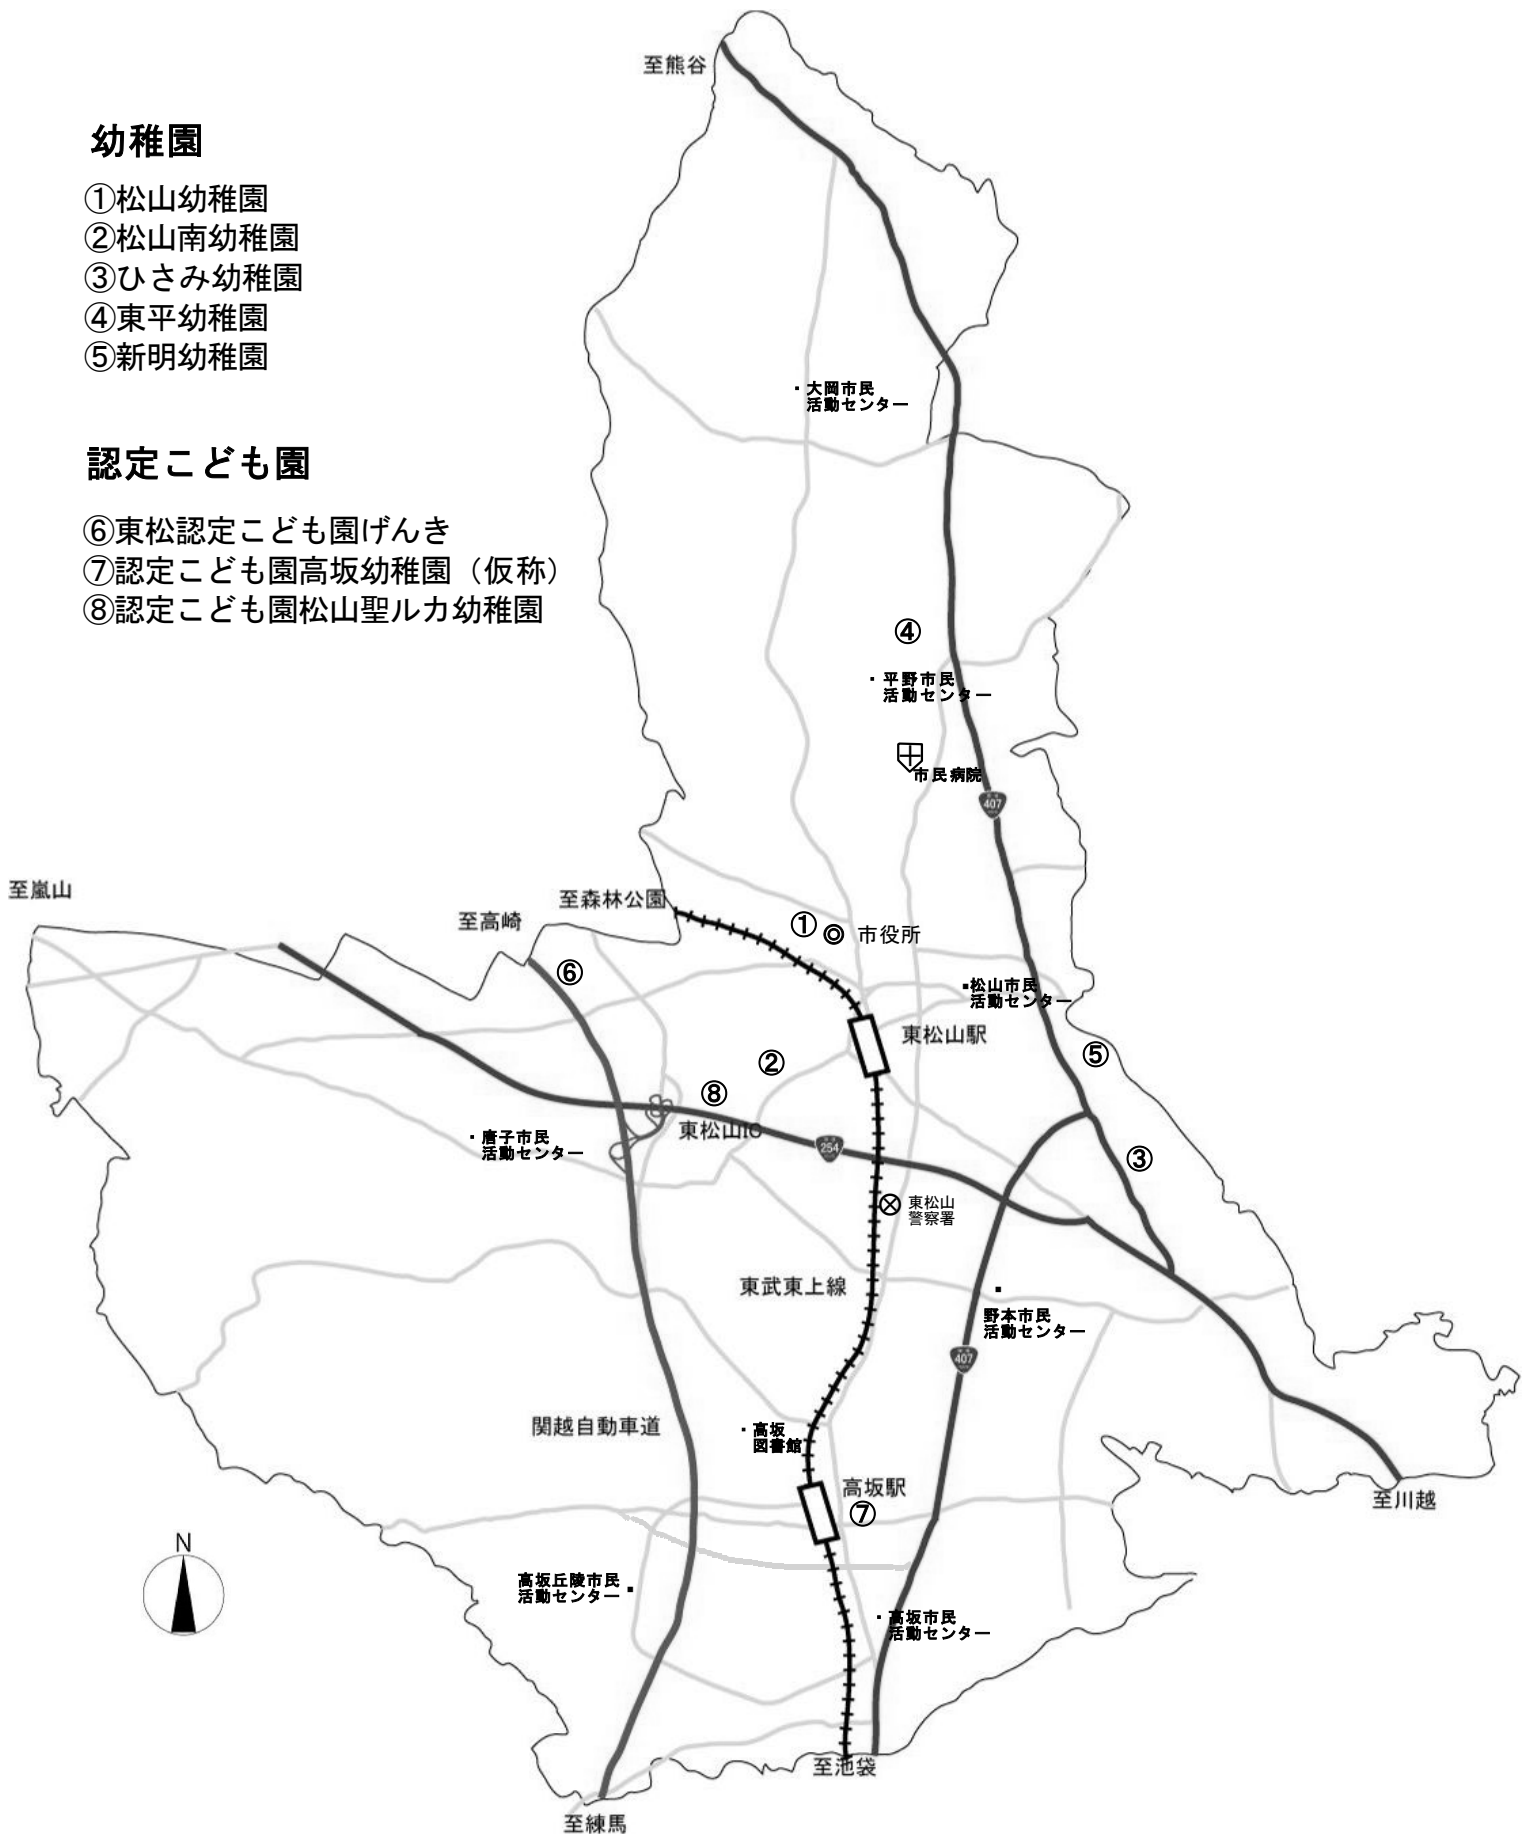 至熊谷
幼稚園
①松山幼稚園
②松山南幼稚園
③ひさみ幼稚園
④東平幼稚園
⑤新明幼稚園
認定こども園
⑥東松認定こども園げんき
⑦認定こども園高坂幼稚園（仮称）
⑧認定こども園松山聖ルカ幼稚園
大岡市民
活動センター
④
平野市民
活動センター
市民病院
407
至嵐山
至高崎
至森林公園
①
市役所
⑥
松山市民
活動センター
東松山駅
②
⑤
⑧
東松山IC
254
唐子市民
活動センター
③
東松山
警察署
東武東上線
野本市民
活動センター
407
関越自動車道
高坂
図書館
高坂駅
⑦
至川越
N
高坂丘陵市民
活動センター
高坂市民
活動センター
至池袋
至練馬